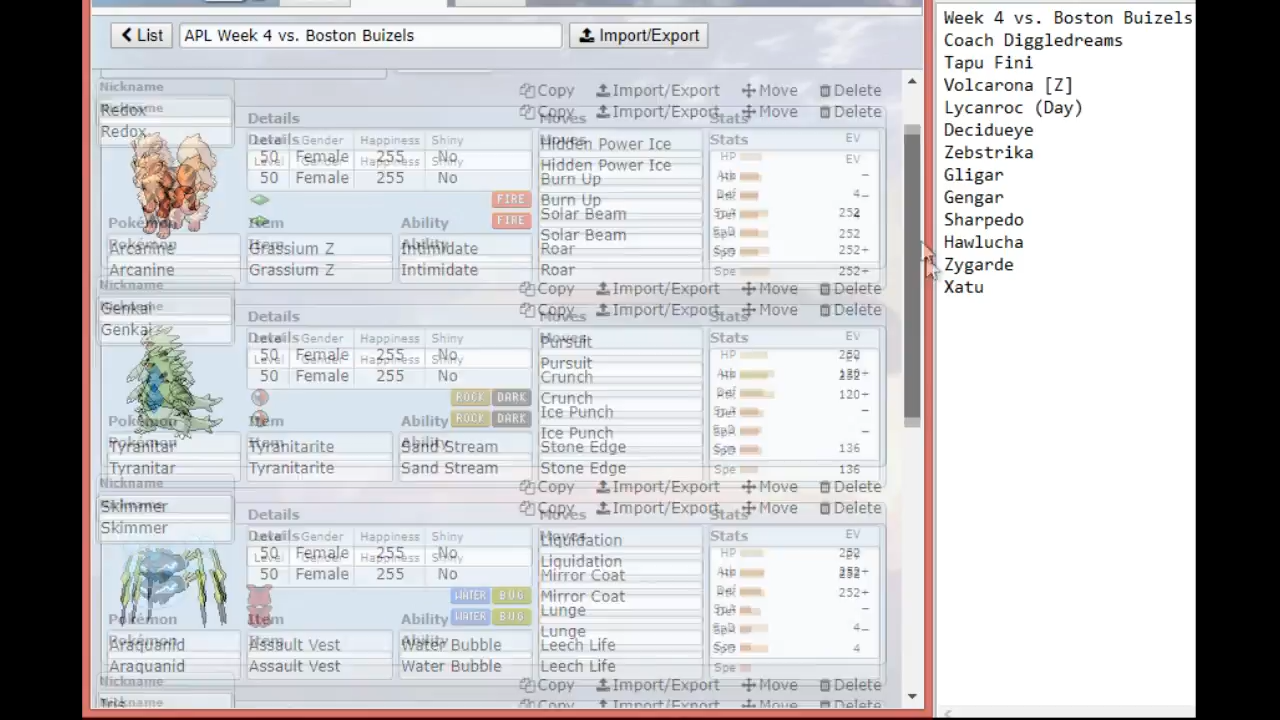 List
APL Week 4 vs. Boston Buizels
Import/Export
Nickname
Copy Import/Export Move Delete
Redox
Details
Moves
Stats
Level Gender Happiness Shiny
EV
50 Female 255 No
Hidden Power Ice
Burn Up
Solar Beam
Roar
HP
Atk –
Def 4
SpA 252
SpD –
Spe 252+
FIRE
Pokémon Item Ability
Arcanine Grassium Z Intimidate
Nickname
Copy Import/Export Move Delete
Genkai
Details
Moves
Stats
Level Gender Happiness Shiny
EV
50 Female 255 No
Pursuit
Crunch
Ice Punch
Stone Edge
HP
Atk
Def 120+
SpA –
SpD –
Spe 136
ROCK DARK
Pokémon Item Ability
Tyranitar Tyranitarite Sand Stream
Nickname
Copy Import/Export Move Delete
Skimmer
Details
Moves
Stats
Level Gender Happiness Shiny
EV
50 Female 255 No
Liquidation
Mirror Coat
Lunge
Leech Life
HP
Atk
Def 252+
SpA –
SpD 4
Spe
WATER BUG
Pokémon Item Ability
Araquanid Assault Vest Water Bubble
Nickname
Copy Import/Export Move Delete
Week 4 vs. Boston Buizels
Coach Diggledreams
Tapu Fini
Volcarona [Z]
Lycanroc (Day)
Decidueye
Zebstrika
Gligar
Gengar
Sharpedo
Hawlucha
Zygarde
Xatu